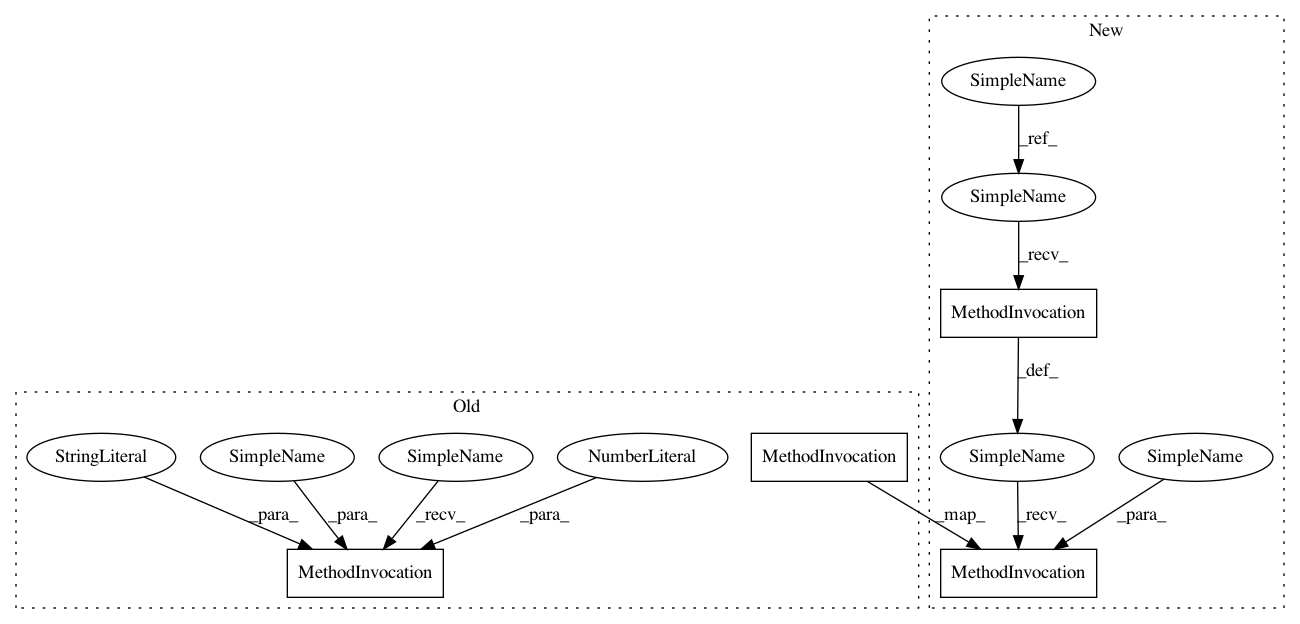 New
SimpleName
_ref_
SimpleName
_recv_
MethodInvocation
_def_
Old
StringLiteral
SimpleName
SimpleName
NumberLiteral
MethodInvocation
SimpleName
SimpleName
_para_
_para_
_recv_
_para_
_map_
_recv_
_para_
MethodInvocation
MethodInvocation